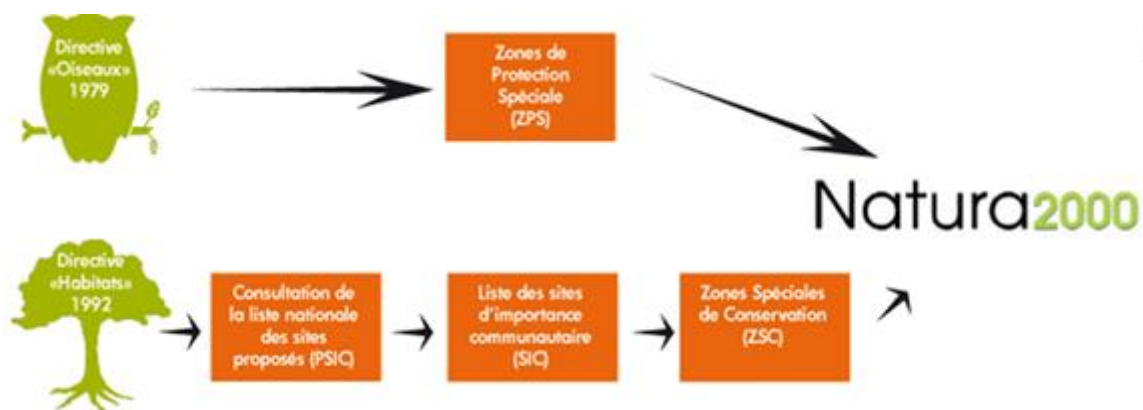 Directive
«Oiseaux»
1979
Zones de
Protection
Spéciale
(ZPS)
Natura2000
Directive
«Habitats»
1992
Consultation de
la liste nationale
des sites
proposés (PSIC)
Liste des sites
d'importance
communautaire
(SIC)
Zones Spéciales
de Conservation
(ZSC)